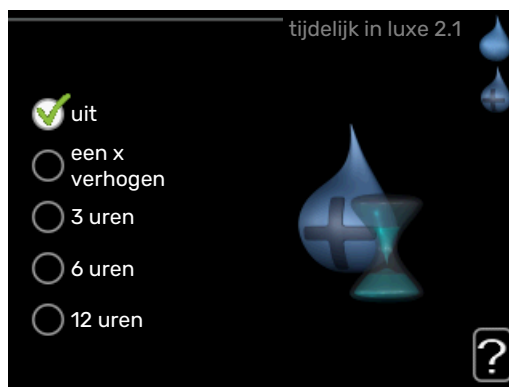 tijdelijk in luxe 2.1
uit
een x
verhogen
3 uren
6 uren
12 uren
?